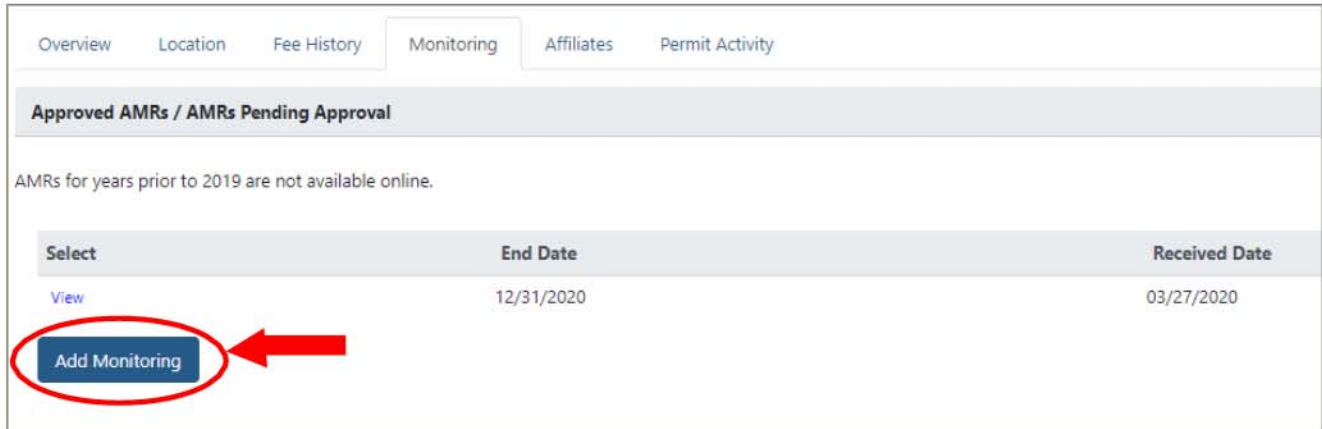 Overview Location Fee History Monitoring Affiliates Permit Activity
Approved AMRs / AMRs Pending Approval
AMRs for years prior to 2019 are not available online.
Select End Date Received Date
View 12/31/2020 03/27/2020
Add Monitoring